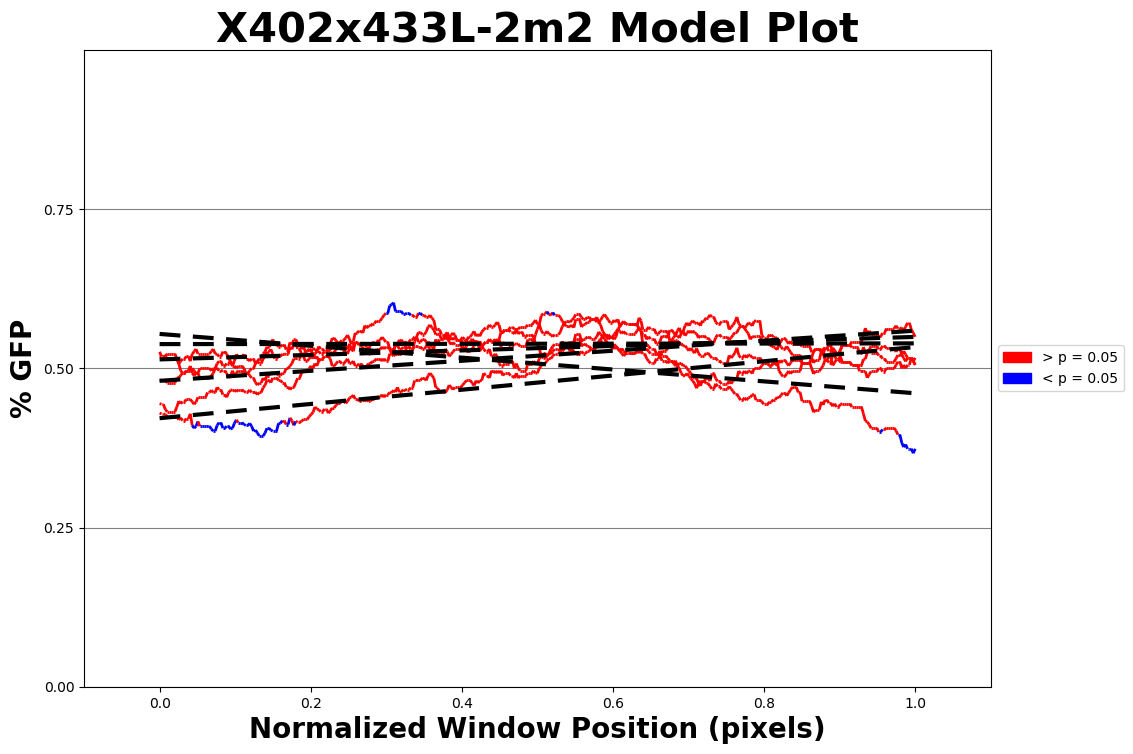 X402x433L-2m2 Model Plot
% GFP
0.75
0.50
0.25
0.00
0.0 0.2 0.4 0.6 0.8 1.0
Normalized Window Position (pixels)
> p = 0.05
< p = 0.05